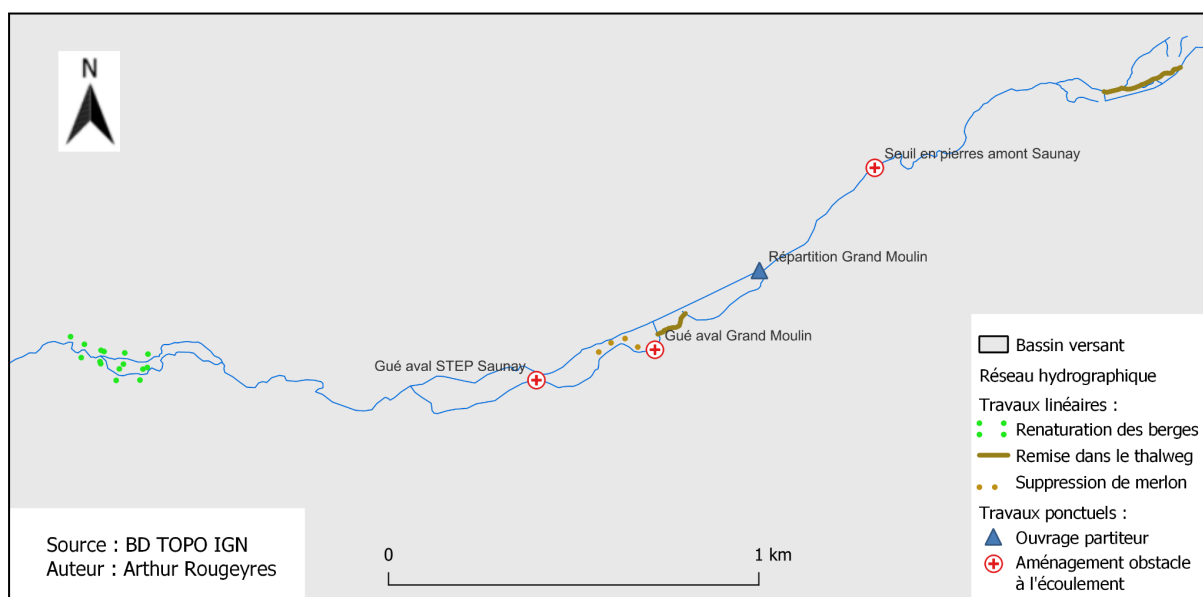 N
Seuil en pierres amont Saunay
Répartition Grand Moulin
Gué aval Grand Moulin
Gué aval STEP Saunay
Bassin versant
Réseau hydrographique
Travaux linéaires :
Renaturation des berges
Remise dans le thalweg
Suppression de merlon
Travaux ponctuels :
Ouvrage partiteur
Aménagement obstacle
à l'écoulement
Source : BD TOPO IGN
Auteur : Arthur Rougeyres
0
1 km